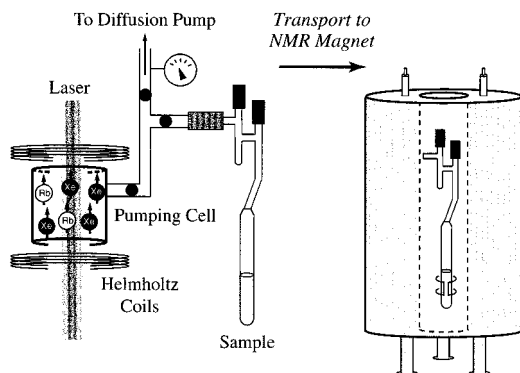 To Diffusion Pump
Transport to
NMR Magnet
Laser
Rb
Xe
Xe
Xe
Rb
Xe
Pumping Cell
Helmholtz
Coils
Sample